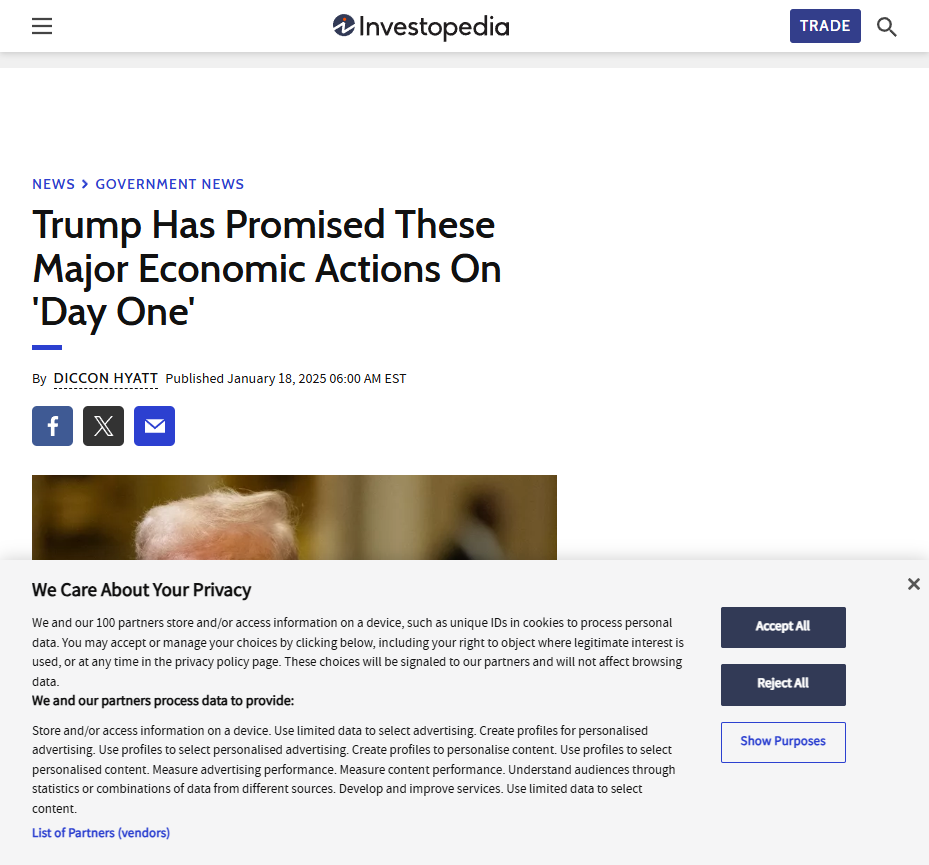 Investopedia
TRADE
NEWS > GOVERNMENT NEWS
Trump Has Promised These
Major Economic Actions On
'Day One'
By DICCON HYATT Published January 18, 2025 06:00 AM EST
We Care About Your Privacy
We and our 100 partners store and/or access information on a device, such as unique IDs in cookies to process personal
data. You may accept or manage your choices by clicking below, including your right to object where legitimate interest is
used, or at any time in the privacy policy page. These choices will be signaled to our partners and will not affect browsing
data.
We and our partners process data to provide:
Store and/or access information on a device. Use limited data to select advertising. Create profiles for personalised
advertising. Use profiles to select personalised advertising. Create profiles to personalise content. Use profiles to select
personalised content. Measure advertising performance. Measure content performance. Understand audiences through
statistics or combinations of data from different sources. Develop and improve services. Use limited data to select
content.
List of Partners (vendors)
Accept All
Reject All
Show Purposes